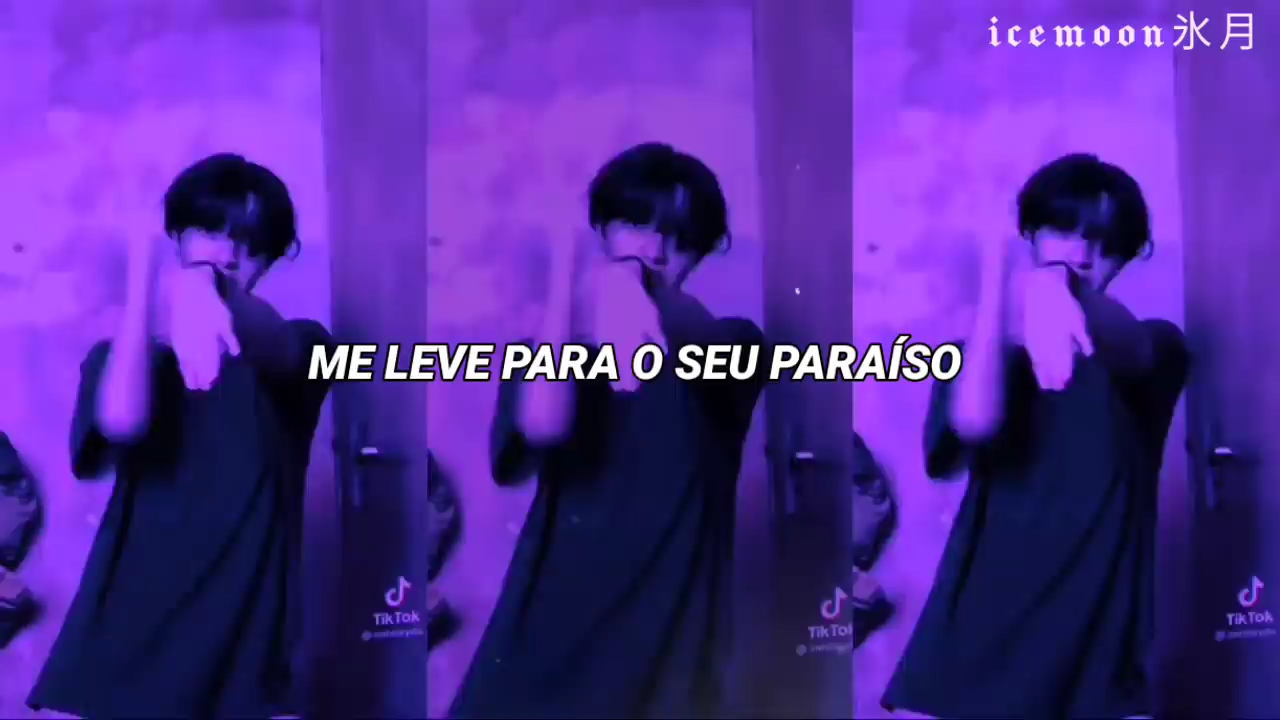 icemoon氷月
ME LEVE PARA O SEU PARAÍSO
TikTok
TikTok
TikTok